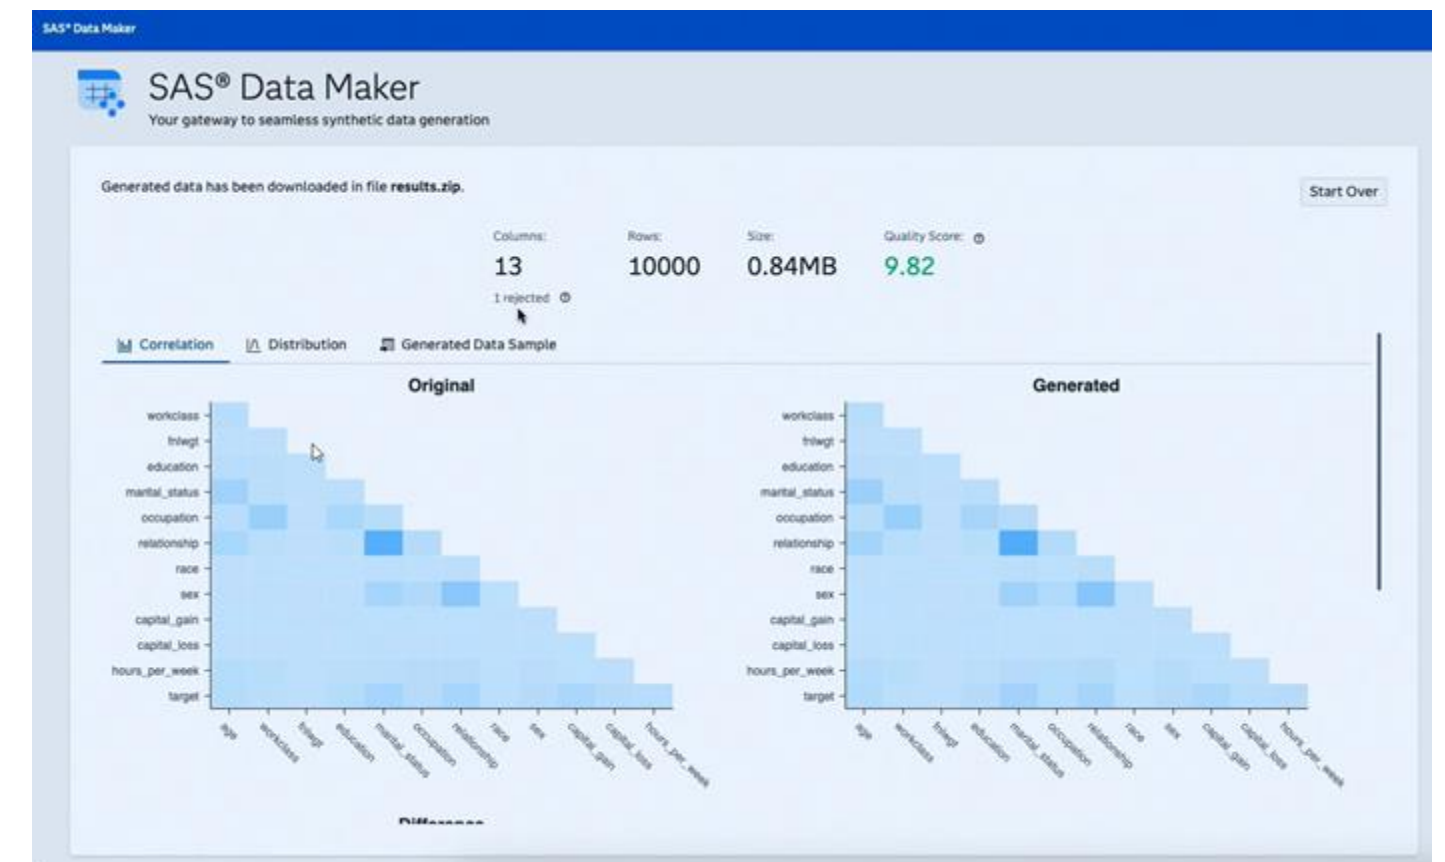 SAS® Data Maker
SAS® Data Maker
Your gateway to seamless synthetic data generation
Generated data has been downloaded in file results.zip.
Start Over
Columns: Rows: Size: Quality Score:
13 10000 0.84MB 9.82
1 rejected
Correlation Distribution Generated Data Sample
Original
workclass
fnlwgt
education
marital_status
occupation
relationship
race
sex
capital_gain
capital_loss
hours_per_week
target
age workclass fnlwgt education marital_status occupation relationship race sex capital_gain capital_loss hours_per_week
Generated
workclass
fnlwgt
education
marital_status
occupation
relationship
race
sex
capital_gain
capital_loss
hours_per_week
target
age workclass fnlwgt education marital_status occupation relationship race sex capital_gain capital_loss hours_per_week
Difference